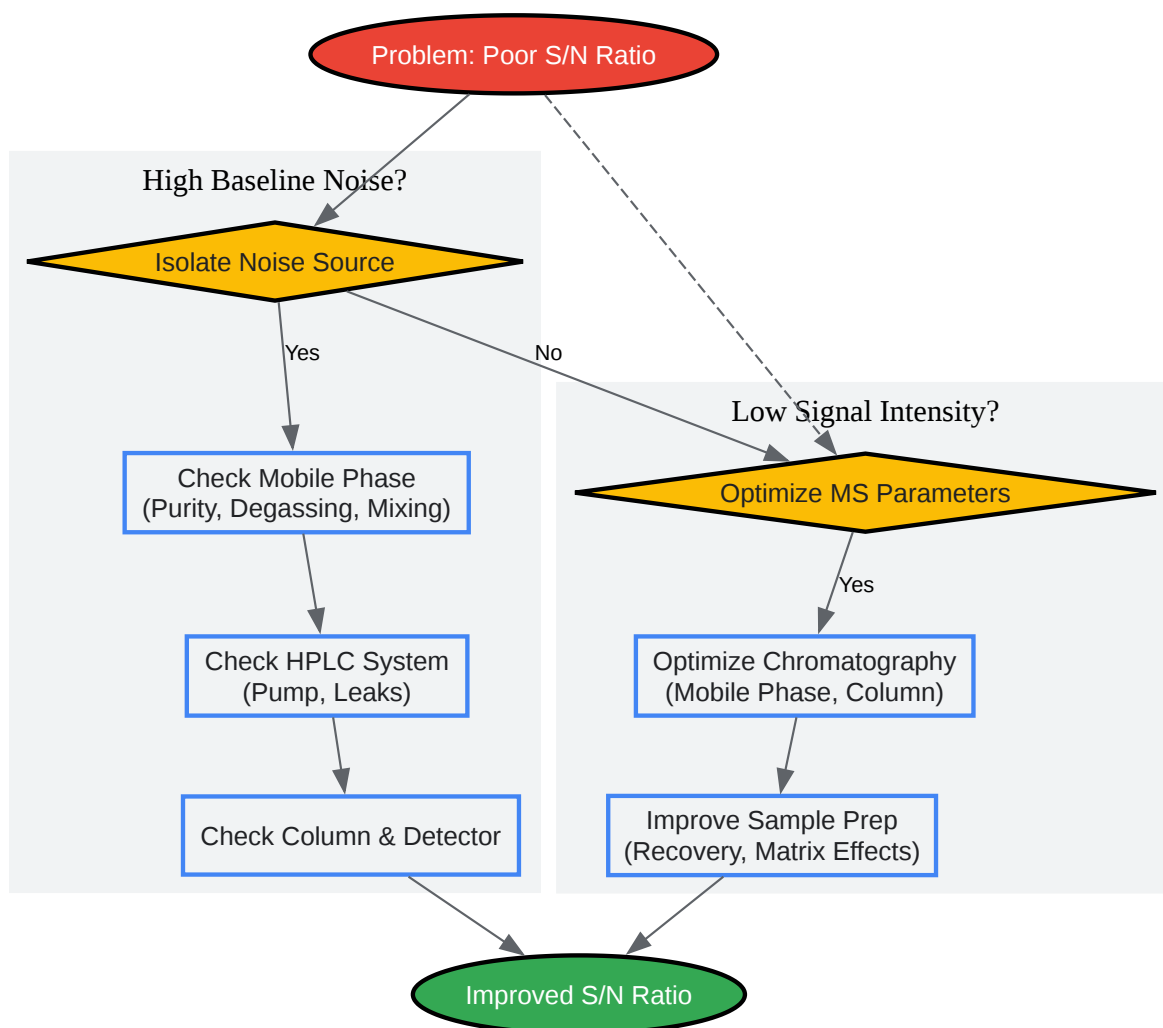 Problem: Poor S/N Ratio
High Baseline Noise?
Isolate Noise Source
Yes
No
Low Signal Intensity?
Check Mobile Phase
(Purity, Degassing, Mixing)
Optimize MS Parameters
Yes
Check HPLC System
(Pump, Leaks)
Optimize Chromatography
(Mobile Phase, Column)
Check Column & Detector
Improve Sample Prep
(Recovery, Matrix Effects)
Improved S/N Ratio